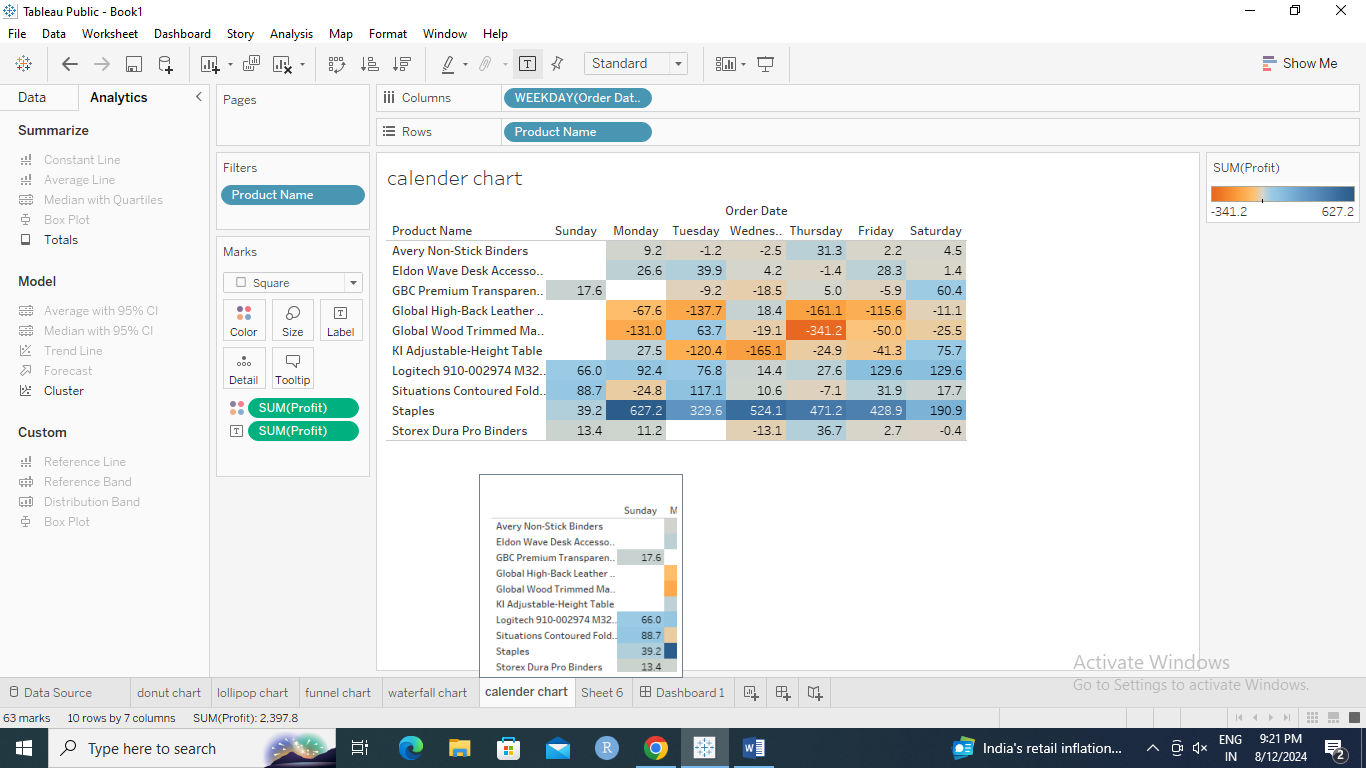 Tableau Public - Book1
File Data Worksheet Dashboard Story Analysis Map Format Window Help
Standard
Show Me
Data Analytics
Pages
Columns WEEKDAY(Order Dat..
Rows Product Name
Summarize
Constant Line
Average Line
Median with Quartiles
Box Plot
Totals
Model
Average with 95% CI
Median with 95% CI
Trend Line
Forecast
Cluster
Custom
Reference Line
Reference Band
Distribution Band
Box Plot
Filters
Product Name
Marks
Square
Color Size Label
Detail Tooltip
SUM(Profit)
SUM(Profit)
calender chart
Order Date
Product Name Sunday Monday Tuesday Wednes.. Thursday Friday Saturday
Avery Non-Stick Binders 9.2 -1.2 -2.5 31.3 2.2 4.5
Eldon Wave Desk Accesso.. 26.6 39.9 4.2 -1.4 28.3 1.4
GBC Premium Transparen.. 17.6 -9.2 -18.5 5.0 -5.9 60.4
Global High-Back Leather .. -67.6 -137.7 18.4 -161.1 -115.6 -11.1
Global Wood Trimmed Ma.. -131.0 63.7 -19.1 -341.2 -50.0 -25.5
KI Adjustable-Height Table 27.5 -120.4 -165.1 -24.9 -41.3 75.7
Logitech 910-002974 M32.. 66.0 92.4 76.8 14.4 27.6 129.6 129.6
Situations Contoured Fold.. 88.7 -24.8 117.1 10.6 -7.1 31.9 17.7
Staples 39.2 627.2 329.6 524.1 471.2 428.9 190.9
Storex Dura Pro Binders 13.4 11.2 -13.1 36.7 2.7 -0.4
SUM(Profit)
-341.2 627.2
Sunday M
Avery Non-Stick Binders
Eldon Wave Desk Accesso..
GBC Premium Transparen.. 17.6
Global High-Back Leather ..
Global Wood Trimmed Ma..
KI Adjustable-Height Table
Logitech 910-002974 M32.. 66.0
Situations Contoured Fold.. 88.7
Staples 39.2
Storex Dura Pro Binders 13.4
Activate Windows
Go to Settings to activate Windows.
Data Source donut chart lollipop chart funnel chart waterfall chart calender chart Sheet 6 Dashboard 1
63 marks 10 rows by 7 columns SUM(Profit): 2,397.8
Type here to search
R
W
India's retail inflation...
ENG
IN
9:21 PM
8/12/2024
2